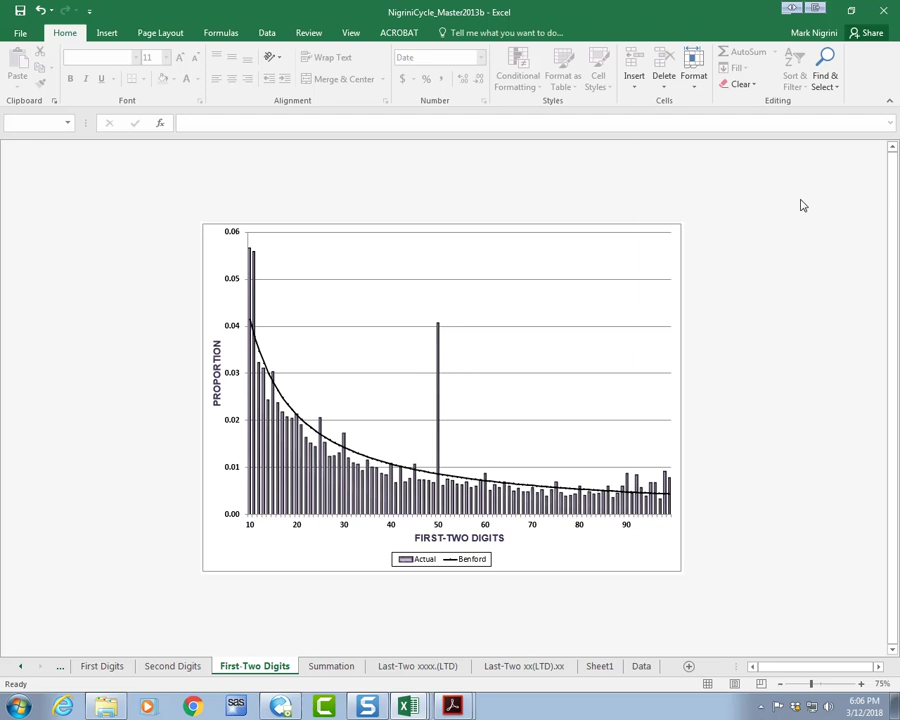 NigriniCycle_Master2013b - Excel
File Home Insert Page Layout Formulas Data Review View ACROBAT Tell me what you want to do... Mark Nigrini Share
Paste
11
Wrap Text
Merge & Center
Date
$ % ,
Conditional Formatting
Format as Table
Cell Styles
Insert
Delete
Format
AutoSum
Fill
Clear
Sort & Filter
Find & Select
Clipboard Font Alignment Number Styles Cells Editing
fx
0.06
0.05
0.04
0.03
0.02
0.01
0.00
PROPORTION
10 20 30 40 50 60 70 80 90
FIRST-TWO DIGITS
Actual Benford
... First Digits Second Digits First-Two Digits Summation Last-Two xxxx.(LTD) Last-Two xx(LTD).xx Sheet1 Data
Ready 75%
sas
6:06 PM
3/12/2018